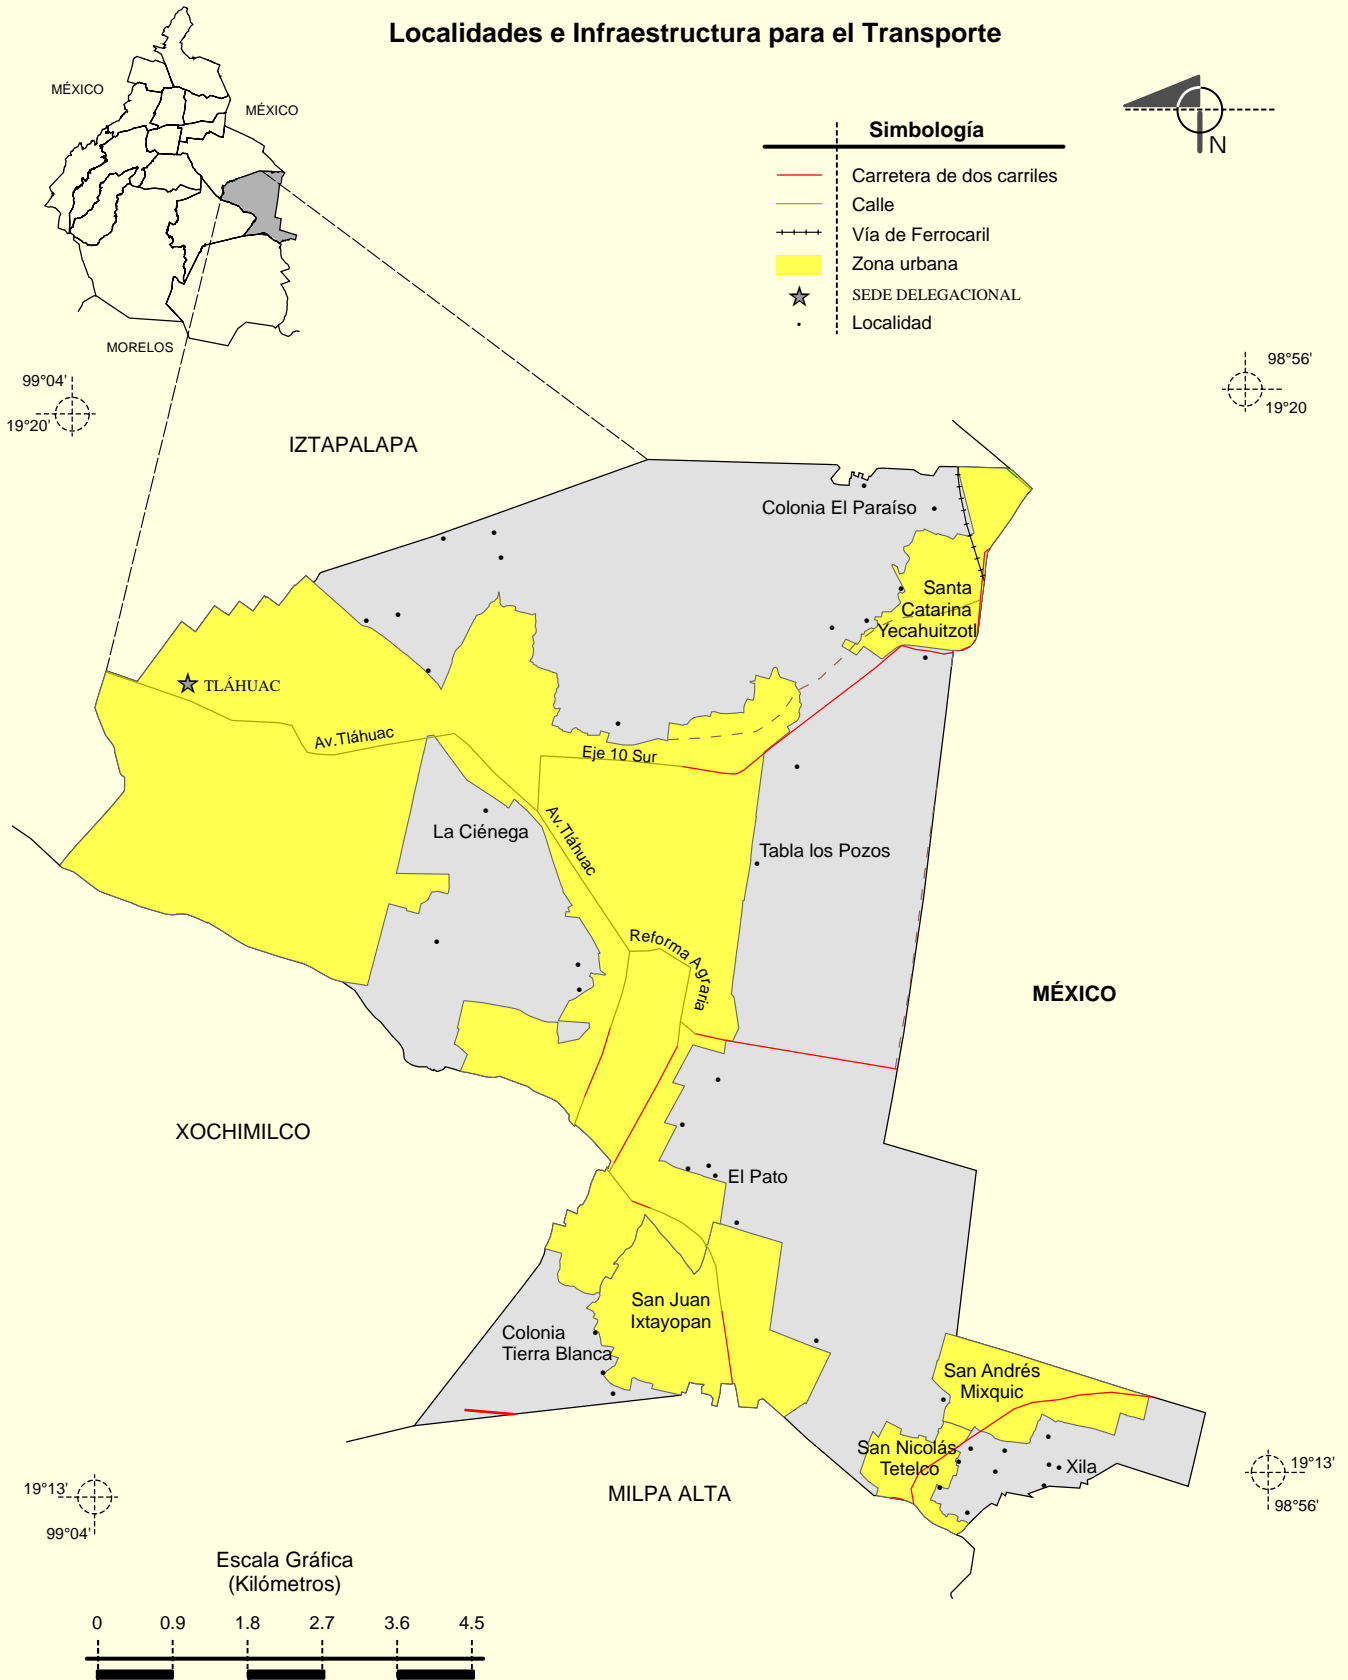 Localidades e Infraestructura para el Transporte
MÉXICO
MÉXICO
MORELOS
N
Simbología
Carretera de dos carriles
Calle
Vía de Ferrocaril
Zona urbana
SEDE DELEGACIONAL
Localidad
99°04'
19°20'
98°56'
19°20
IZTAPALAPA
Colonia El Paraíso
Santa
Catarina
Yecahuitzotl
TLÁHUAC
Av.Tláhuac
Eje 10 Sur
Av.Tláhuac
La Ciénega
Tabla los Pozos
Reforma Agraria
MÉXICO
XOCHIMILCO
El Pato
San Juan
Ixtayopan
Colonia
Tierra Blanca
San Andrés
Mixquic
San Nicolás
Tetelco
Xila
MILPA ALTA
19°13'
99°04'
19°13'
98°56'
Escala Gráfica
(Kilómetros)
0 0.9 1.8 2.7 3.6 4.5